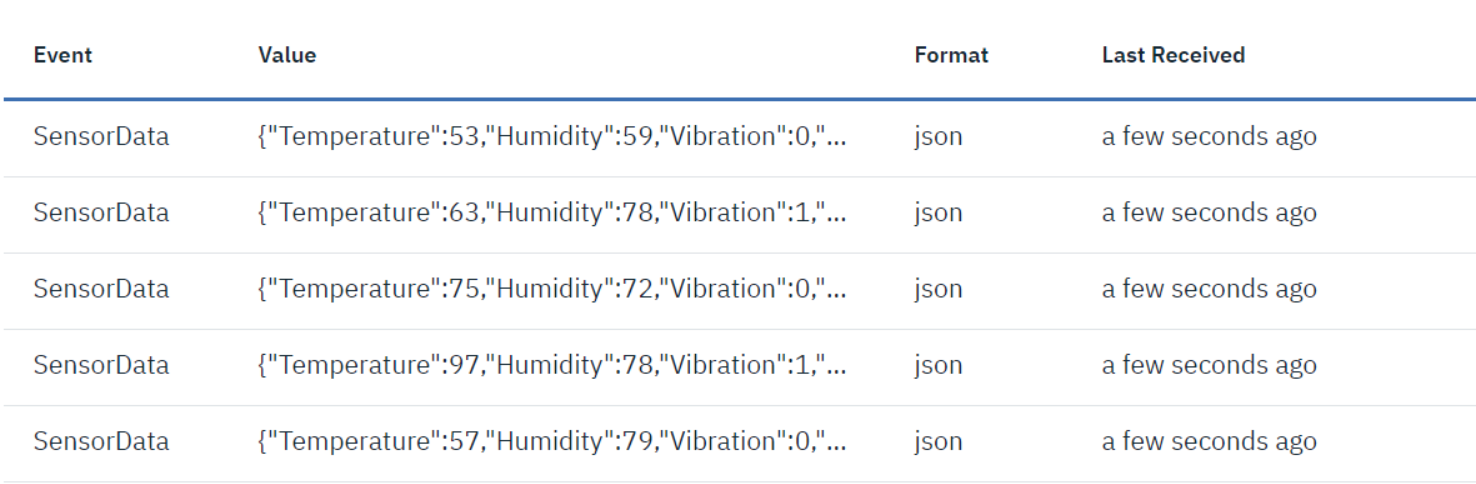 Event Value Format Last Received
SensorData {"Temperature":53,"Humidity":59,"Vibration":0,"... json a few seconds ago
SensorData {"Temperature":63,"Humidity":78,"Vibration":1,"... json a few seconds ago
SensorData {"Temperature":75,"Humidity":72,"Vibration":0,"... json a few seconds ago
SensorData {"Temperature":97,"Humidity":78,"Vibration":1,"... json a few seconds ago
SensorData {"Temperature":57,"Humidity":79,"Vibration":0,"... json a few seconds ago